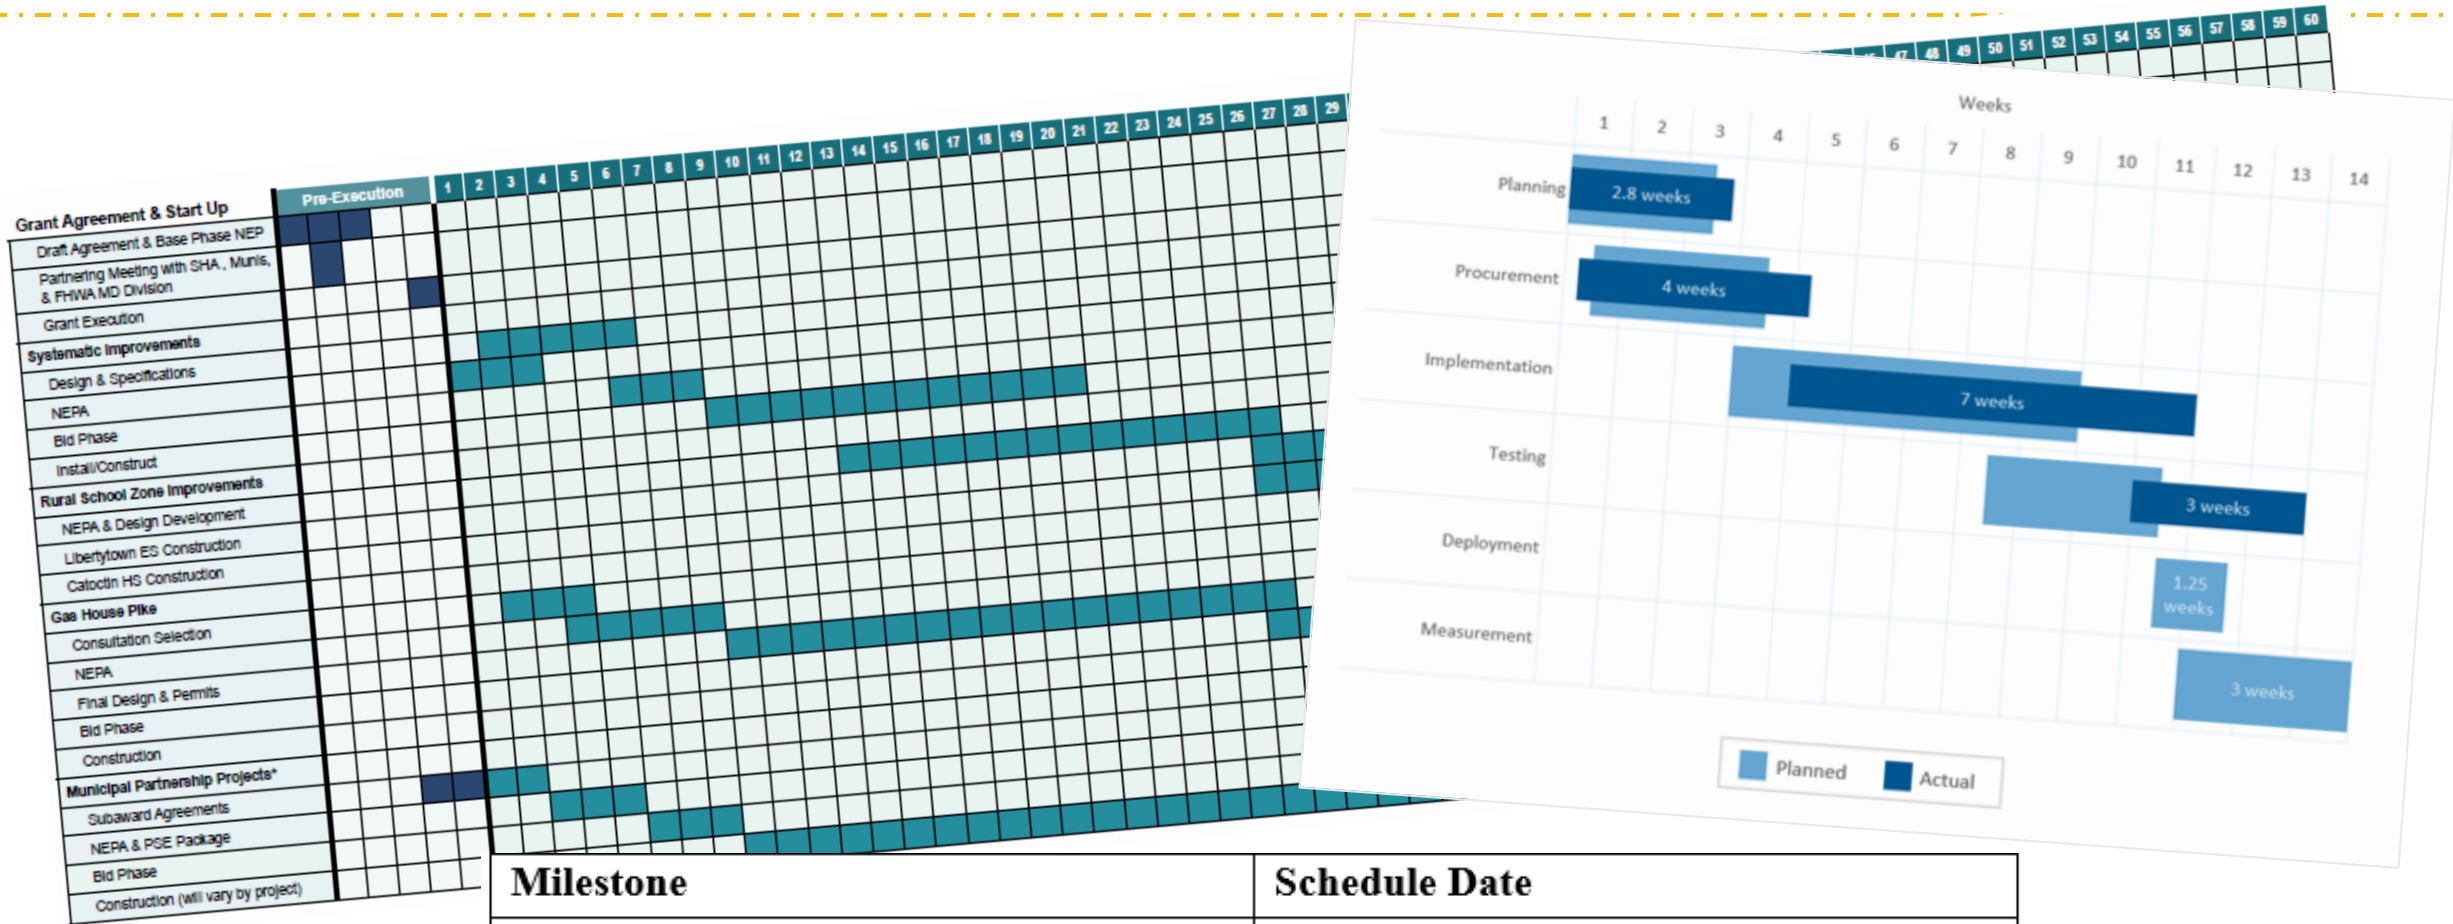 Pre-Execution 1 2 3 4 5 6 7 8 9 10 11 12 13 14 15 16 17 18 19 20 21 22 23 24 25 26 27 28 29
47 48 49 50 51 52 53 54 55 56 57 58 59 60
Grant Agreement & Start Up
Draft Agreement & Base Phase NEP
Partnering Meeting with SHA , Munis,
& FHWA MD Division
Grant Execution
Systematic Improvements
Design & Specifications
NEPA
Bid Phase
Install/Construct
Rural School Zone Improvements
NEPA & Design Development
Libertytown ES Construction
Catoctin HS Construction
Gas House Pike
Consultation Selection
NEPA
Final Design & Permits
Bid Phase
Construction
Municipal Partnership Projects*
Subaward Agreements
NEPA & PSE Package
Bid Phase
Construction (will vary by project)
Weeks
1 2 3 4 5 6 7 8 9 10 11 12 13 14
Planning 2.8 weeks
Procurement 4 weeks
Implementation 7 weeks
Testing 3 weeks
Deployment 1.25
weeks
Measurement 3 weeks
Planned Actual
Milestone Schedule Date